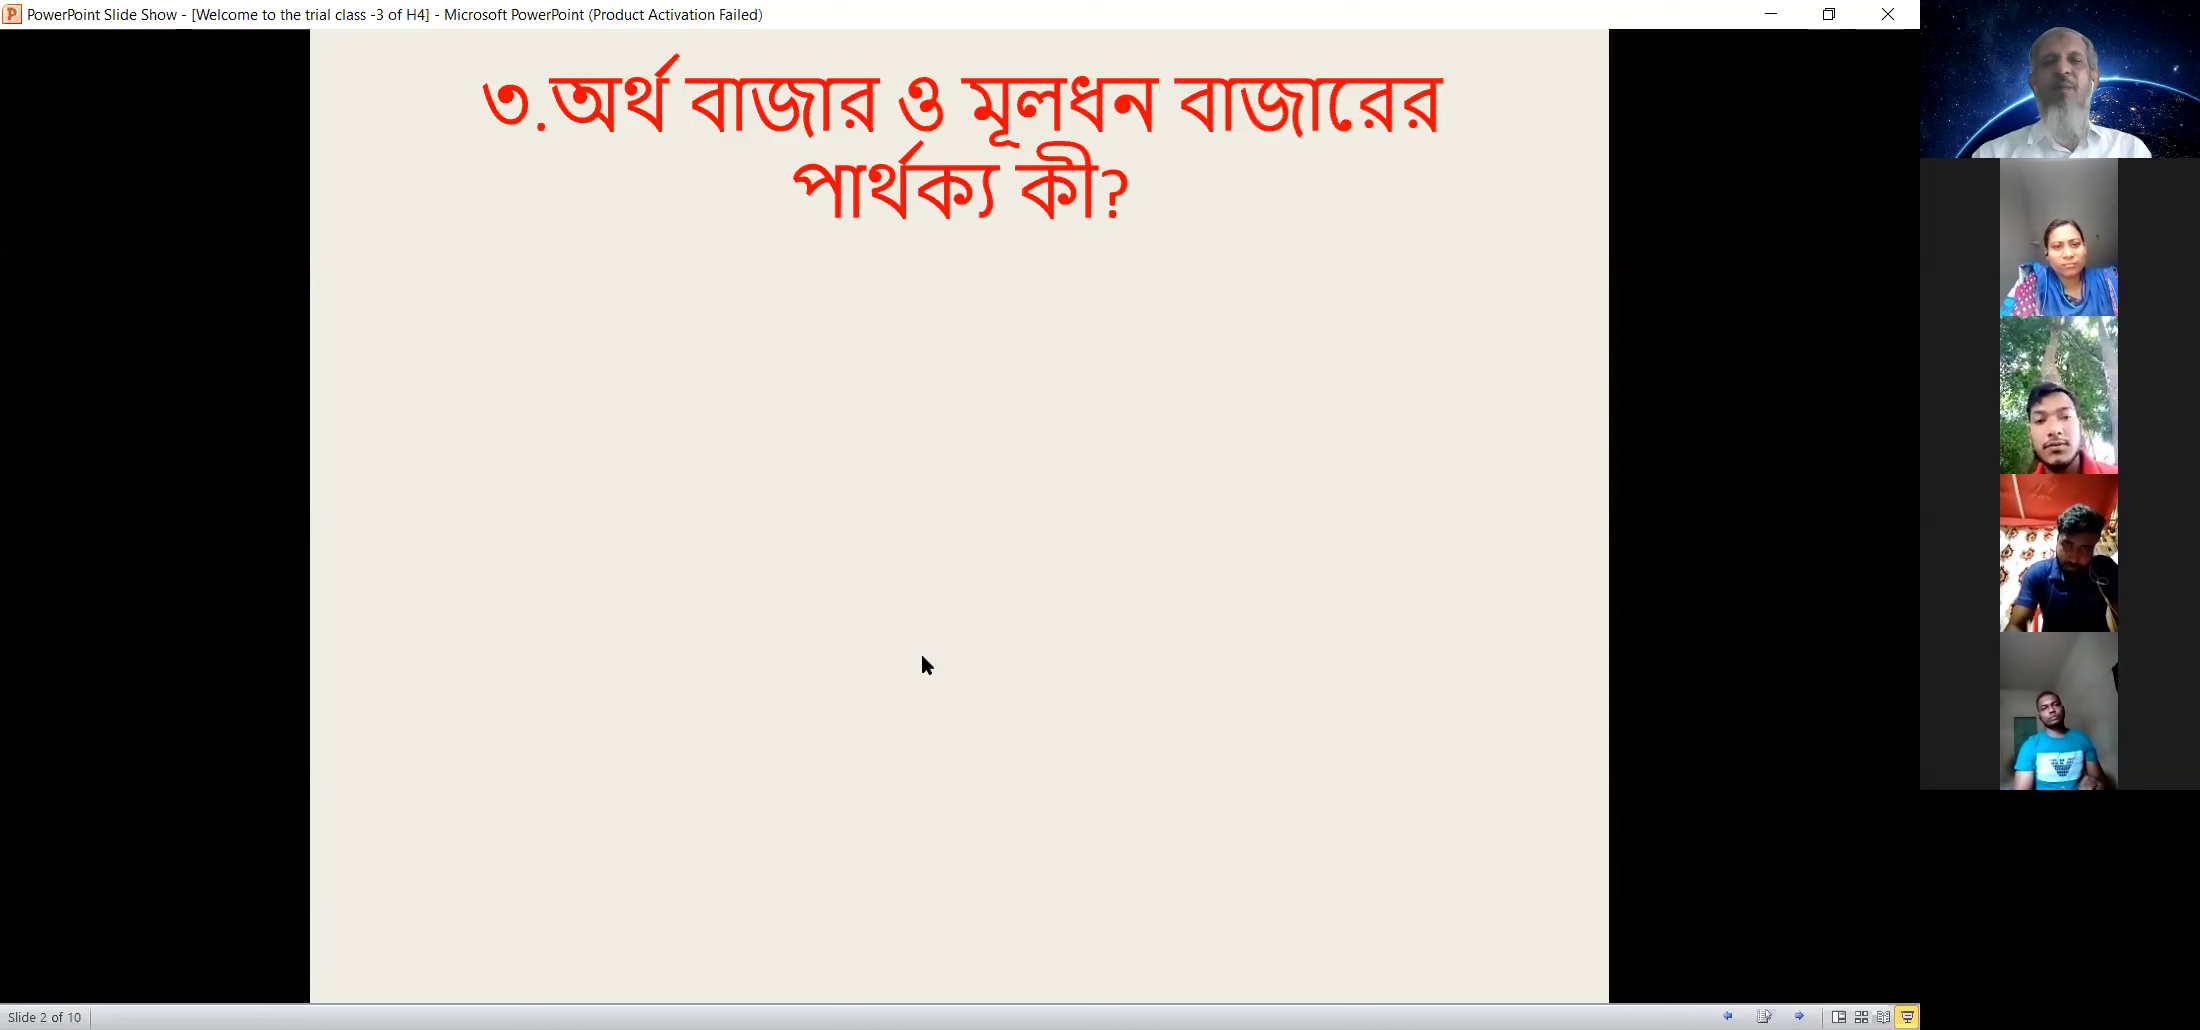 PowerPoint Slide Show - [Welcome to the trial class -3 of H4] - Microsoft PowerPoint (Product Activation Failed)
৩.অর্থ বাজার ও মূলধন বাজারের
পার্থক্য কী?
Slide 2 of 10